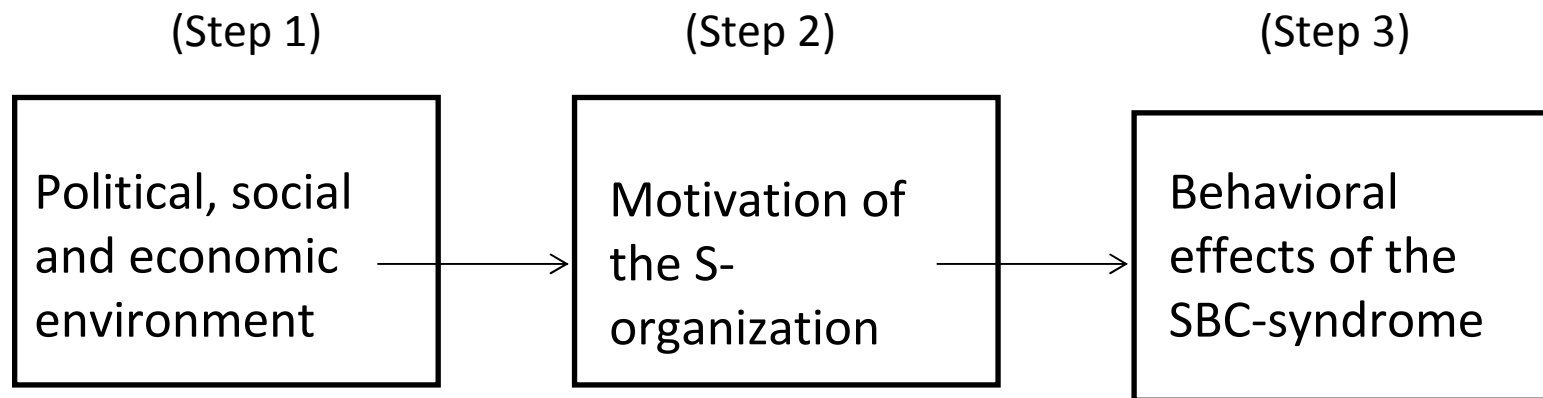 (Step 1)
(Step 2)
(Step 3)
Political, social
and economic
environment
Motivation of
the S-
organization
Behavioral
effects of the
SBC-syndrome